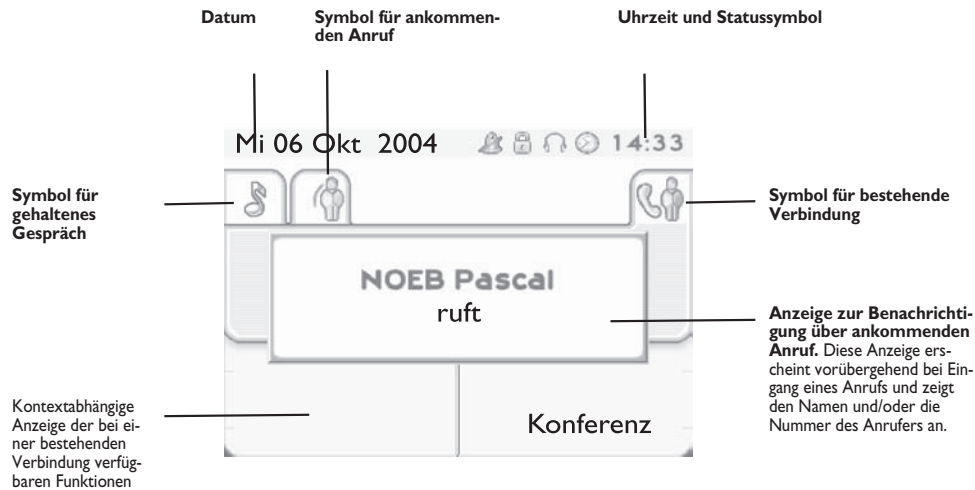 Datum
Symbol für ankommen-
den Anruf
Uhrzeit und Statussymbol
Mi 06 Okt 2004
14:33
Symbol für
gehaltenes
Gespräch
Symbol für bestehende
Verbindung
NOEB Pascal
ruft
Anzeige zur Benachrichti-
gung über ankommenden
Anruf. Diese Anzeige ers-
cheint vorübergehend bei Ein-
gang eines Anrufs und zeigt
den Namen und/oder die
Nummer des Anrufers an.
Kontextabhängige
Anzeige der bei ei-
ner bestehenden
Verbindung verfüg-
baren Funktionen
Konferenz